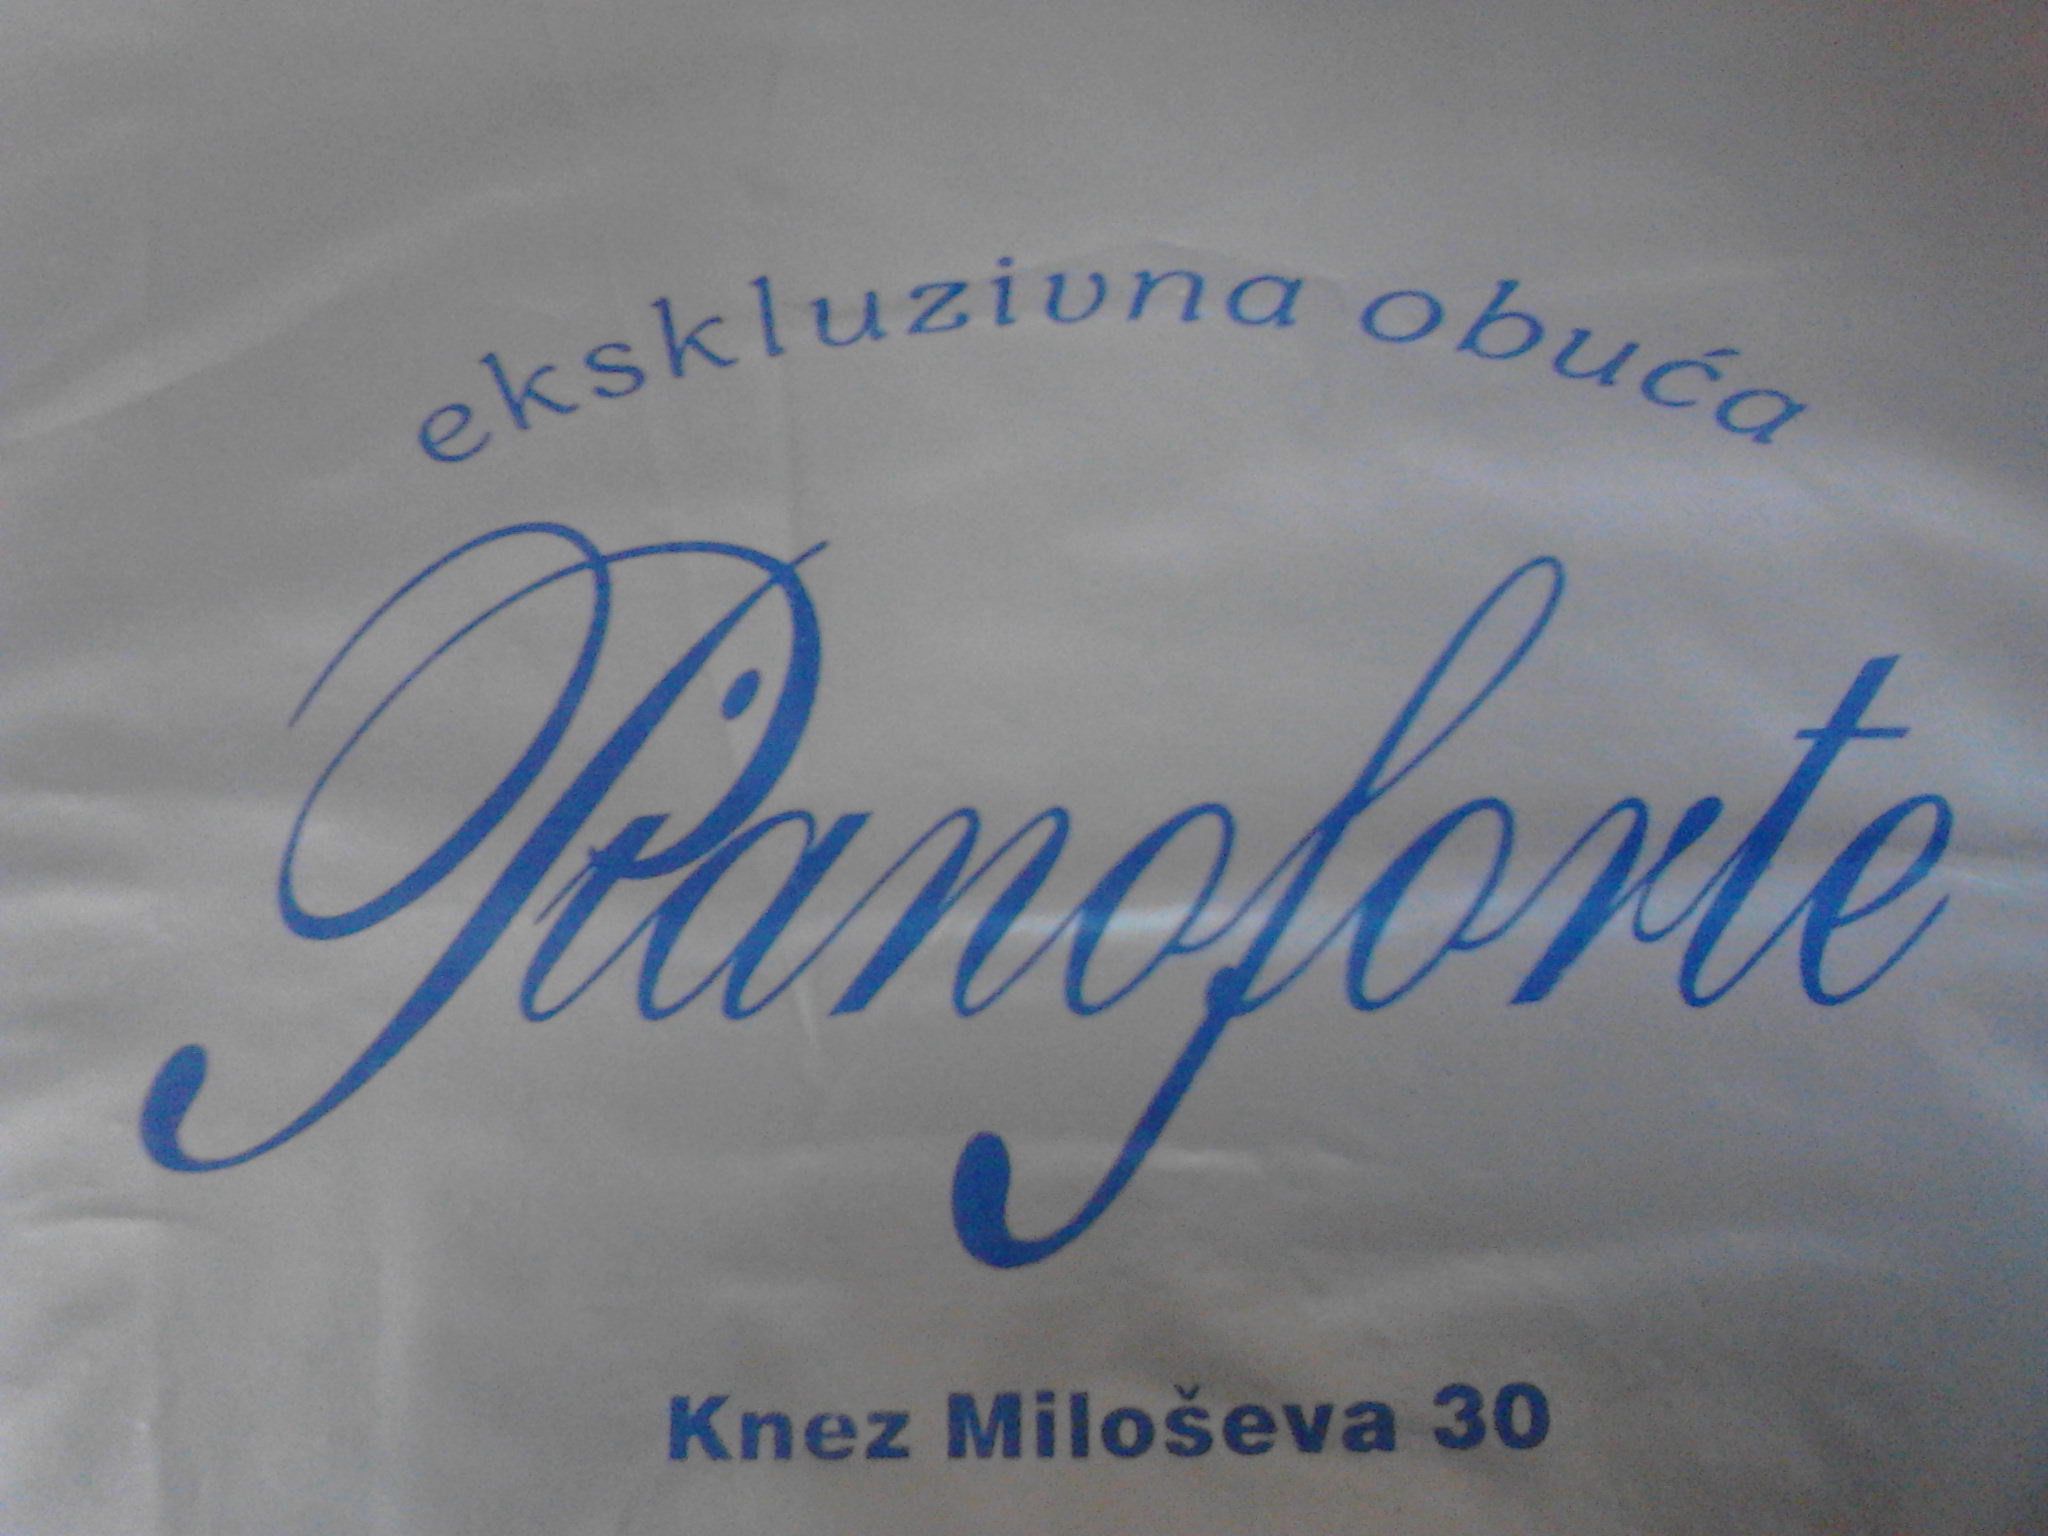 ekskluzivna obuća
Pianoforte
Knez Miloševa 30